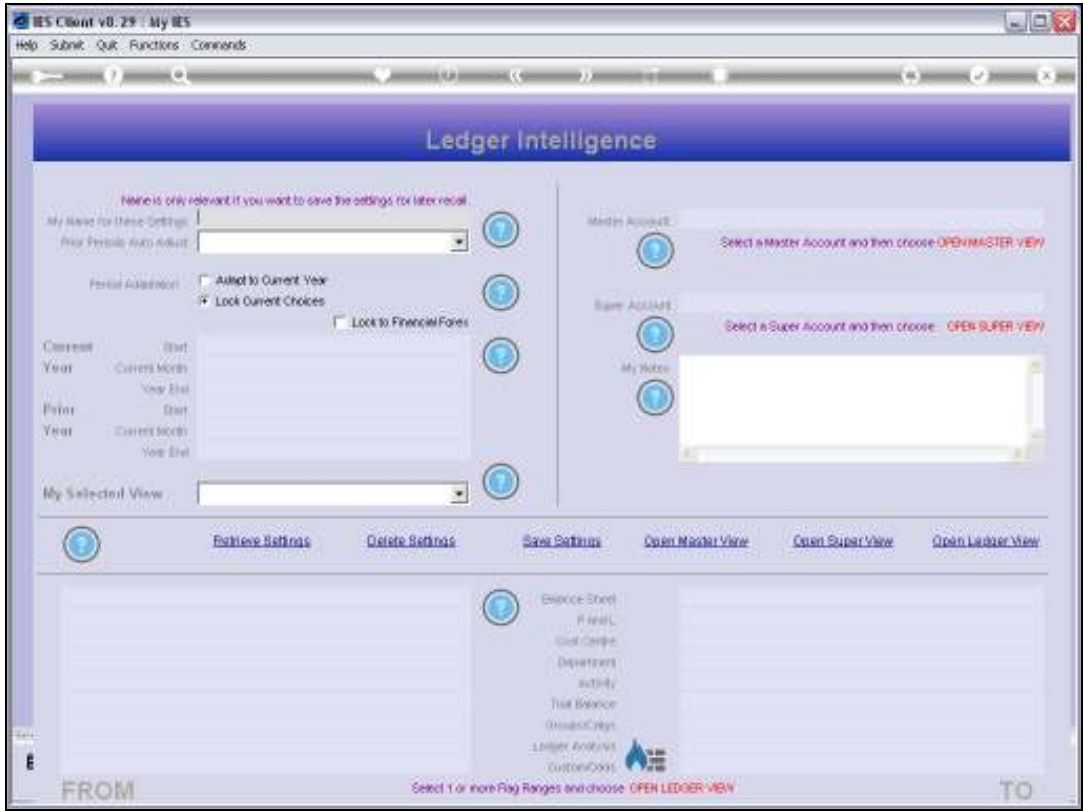 IES Client v8.29 : My IES
Help Submit Quit Functions Commands
Ledger Intelligence
Name is only relevant if you want to save the settings for later recall.
My Name for these Settings
Prior Periods Auto Adjust
Master Account
Select a Master Account and then choose OPEN MASTER VIEW
Period Adaptation
Adapt to Current Year
Lock Current Choices
Lock to Financial Forex
Super Account
Select a Super Account and then choose OPEN SUPER VIEW
Current Start
Year Current Month
Year End
Prior Start
Year Current Month
Year End
My Notes
My Selected View
Retrieve Settings Delete Settings Save Settings Open Master View Open Super View Open Ledger View
Balance Sheet
P and L
Cost Centre
Department
Activity
Trial Balance
Ledger Analysis
FROM
Select 1 or more Flag Ranges and choose OPEN LEDGER VIEW
TO